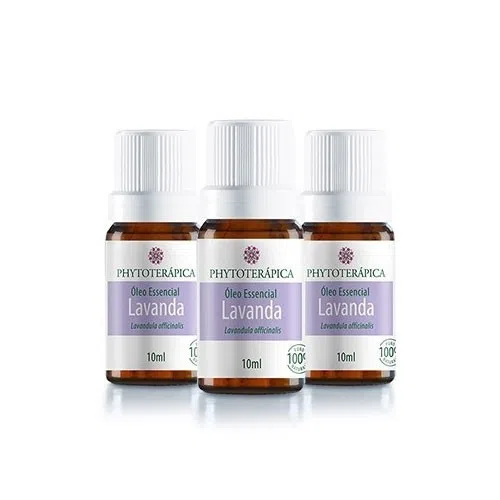 PHYTOTERÁPICA
Óleo Essencial
Lavanda
Lavandula officinalis
10ml
PHYTOTERÁPICA
Óleo Essencial
Lavanda
Lavandula officinalis
10ml
100%
PHYTOTERÁPICA
Óleo Essencial
Lavanda
Lavandula officinalis
10ml
100%